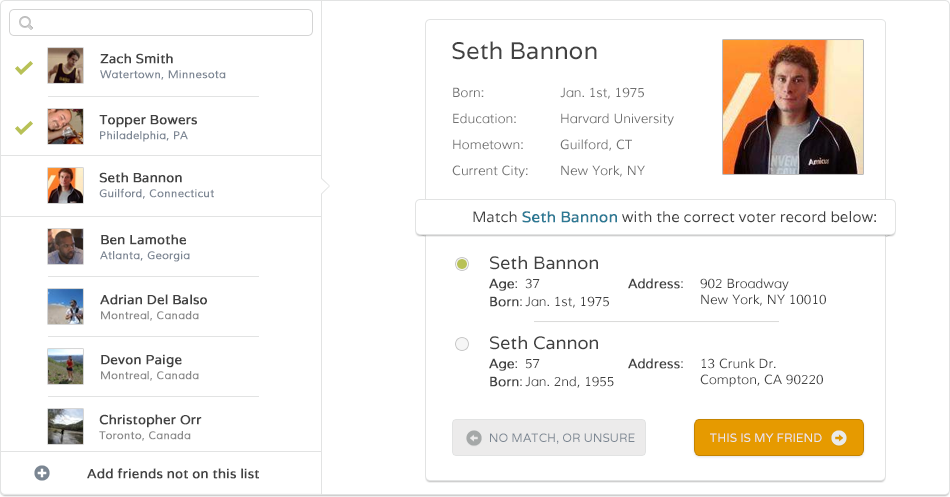 Zach Smith
Watertown, Minnesota
Topper Bowers
Philadelphia, PA
Seth Bannon
Guilford, Connecticut
Ben Lamothe
Atlanta, Georgia
Adrian Del Balso
Montreal, Canada
Devon Paige
Montreal, Canada
Christopher Orr
Toronto, Canada
Add friends not on this list
Seth Bannon
Born: Jan. 1st, 1975
Education: Harvard University
Hometown: Guilford, CT
Current City: New York, NY
Amicus
Match Seth Bannon with the correct voter record below:
Seth Bannon
Age: 37 Address: 902 Broadway
Born: Jan. 1st, 1975 New York, NY 10010
Seth Cannon
Age: 57 Address: 13 Crunk Dr.
Born: Jan. 2nd, 1955 Compton, CA 90220
NO MATCH, OR UNSURE
THIS IS MY FRIEND